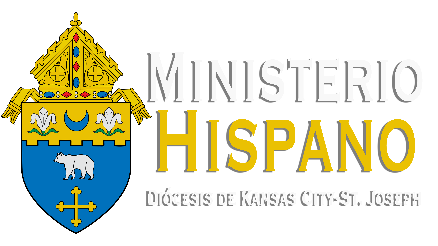 MINISTERIO
HISPANO
DIÓCESIS DE KANSAS CITY-ST. JOSEPH